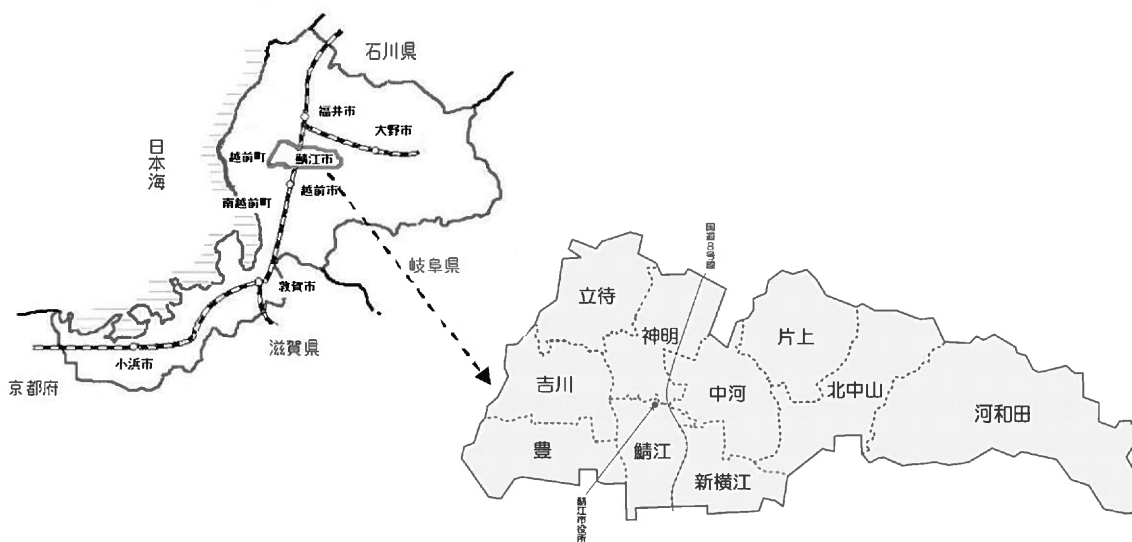 石川県
福井市
大野市
日本海
越前町
鯖江市
越前市
南越前町
岐阜県
敦賀市
滋賀県
小浜市
京都府
国道8号線
立待
神明
片上
吉川
中河
北中山
河和田
豊
鯖江
新横江
鯖江市役所